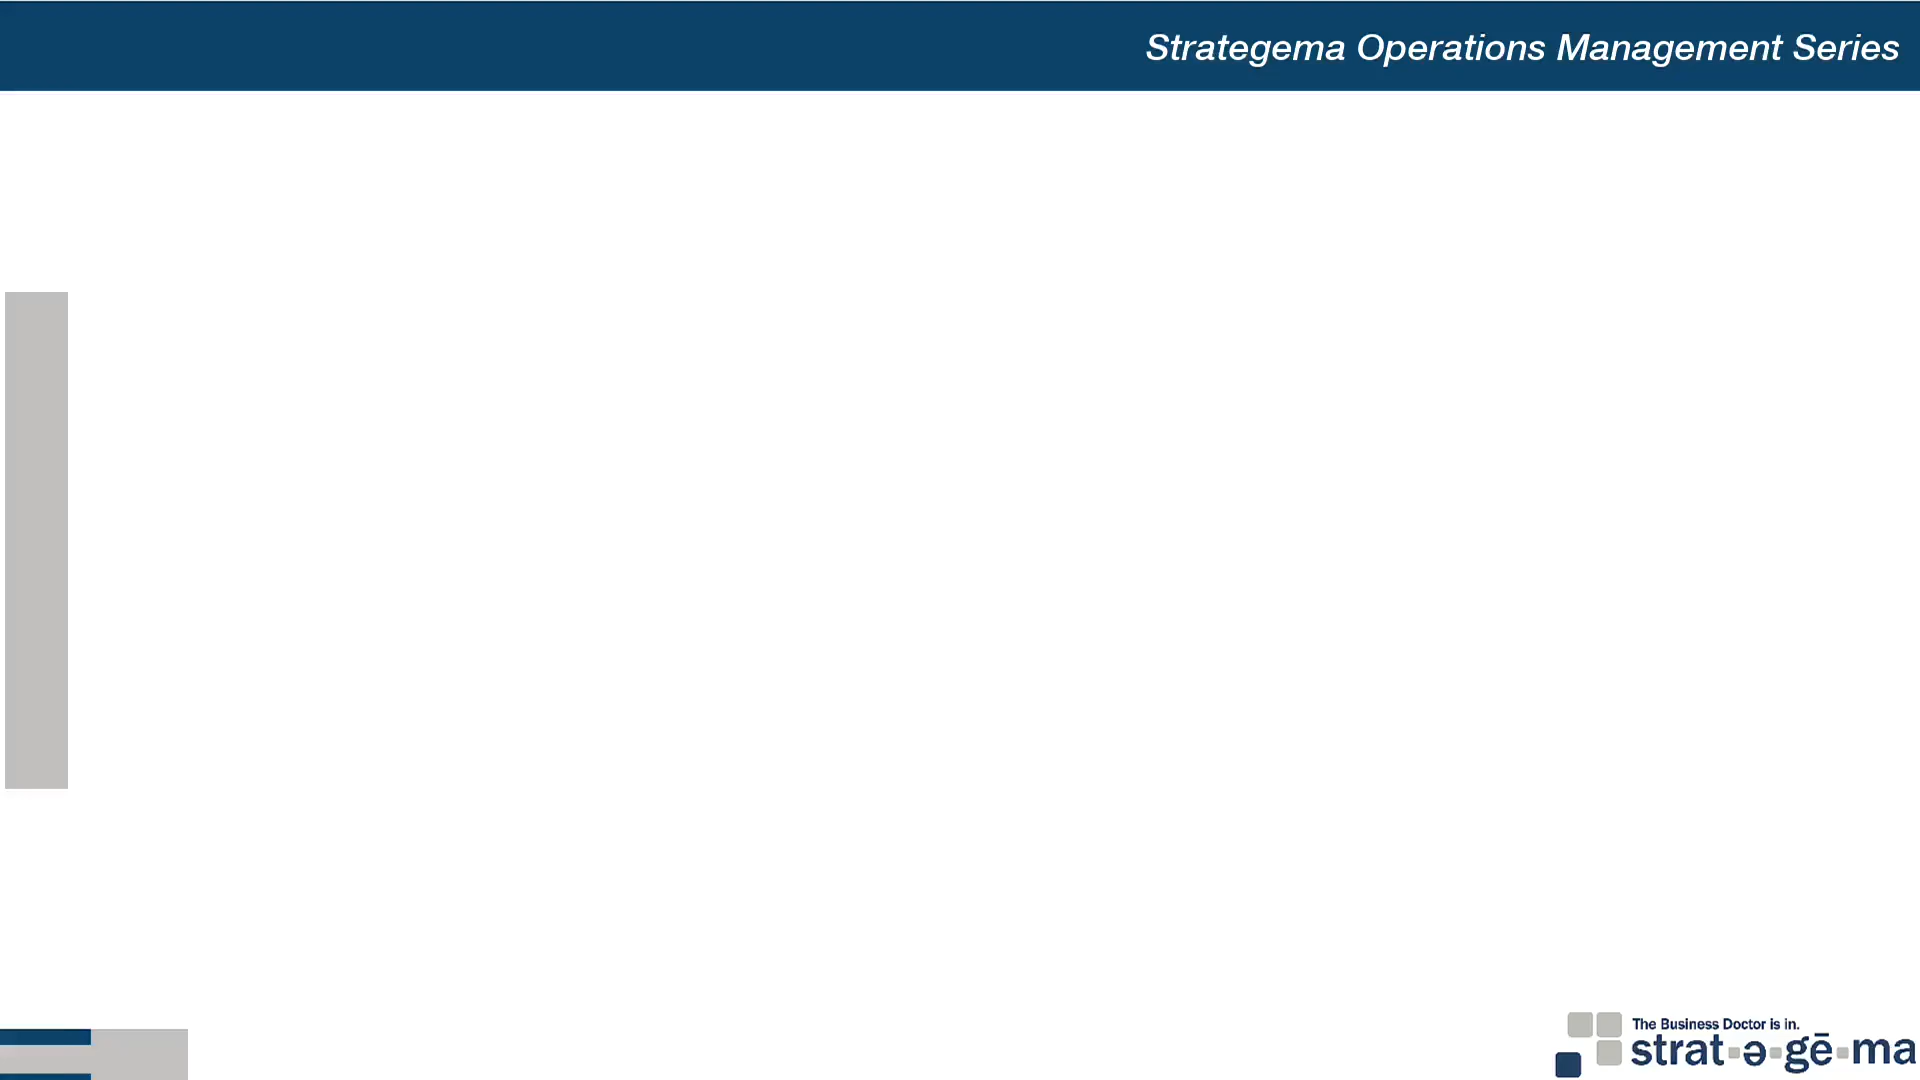 Strategema Operations Management Series
The Business Doctor is in.
strat-ə-gē-ma